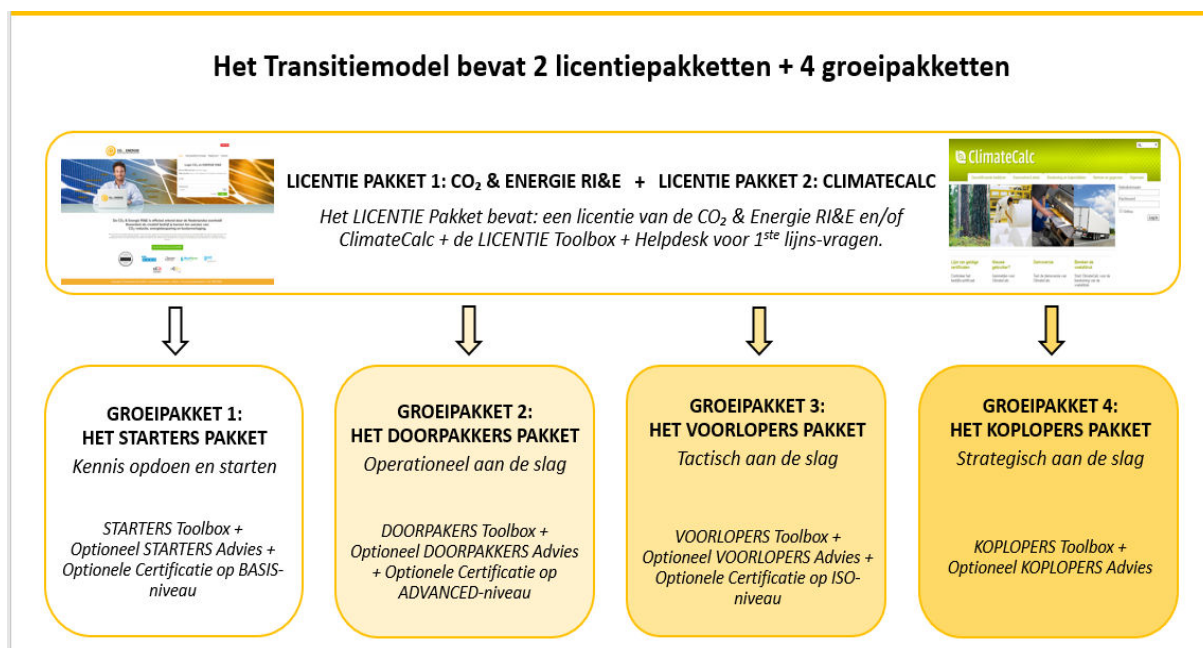 Het Transitiemodel bevat 2 licentiepakketten + 4 groeipakketten
LICENTIE PAKKET 1: CO₂ & ENERGIE RI&E + LICENTIE PAKKET 2: CLIMATECALC
Het LICENTIE Pakket bevat: een licentie van de CO₂ & Energie RI&E en/of
ClimateCalc + de LICENTIE Toolbox + Helpdesk voor 1ste lijns-vragen.
ClimateCalc
GROEIPAKKET 1:
HET STARTERS PAKKET
Kennis opdoen en starten
STARTERS Toolbox +
Optioneel STARTERS Advies +
Optionele Certificatie op BASIS-
niveau
GROEIPAKKET 2:
HET DOORPAKKERS PAKKET
Operationeel aan de slag
DOORPAKERS Toolbox +
Optioneel DOORPAKKERS Advies
+ Optionele Certificatie op
ADVANCED-niveau
GROEIPAKKET 3:
HET VOORLOPERS PAKKET
Tactisch aan de slag
VOORLOPERS Toolbox +
Optioneel VOORLOPERS Advies +
Optionele Certificatie op ISO-
niveau
GROEIPAKKET 4:
HET KOPLOPERS PAKKET
Strategisch aan de slag
KOPLOPERS Toolbox +
Optioneel KOPLOPERS Advies